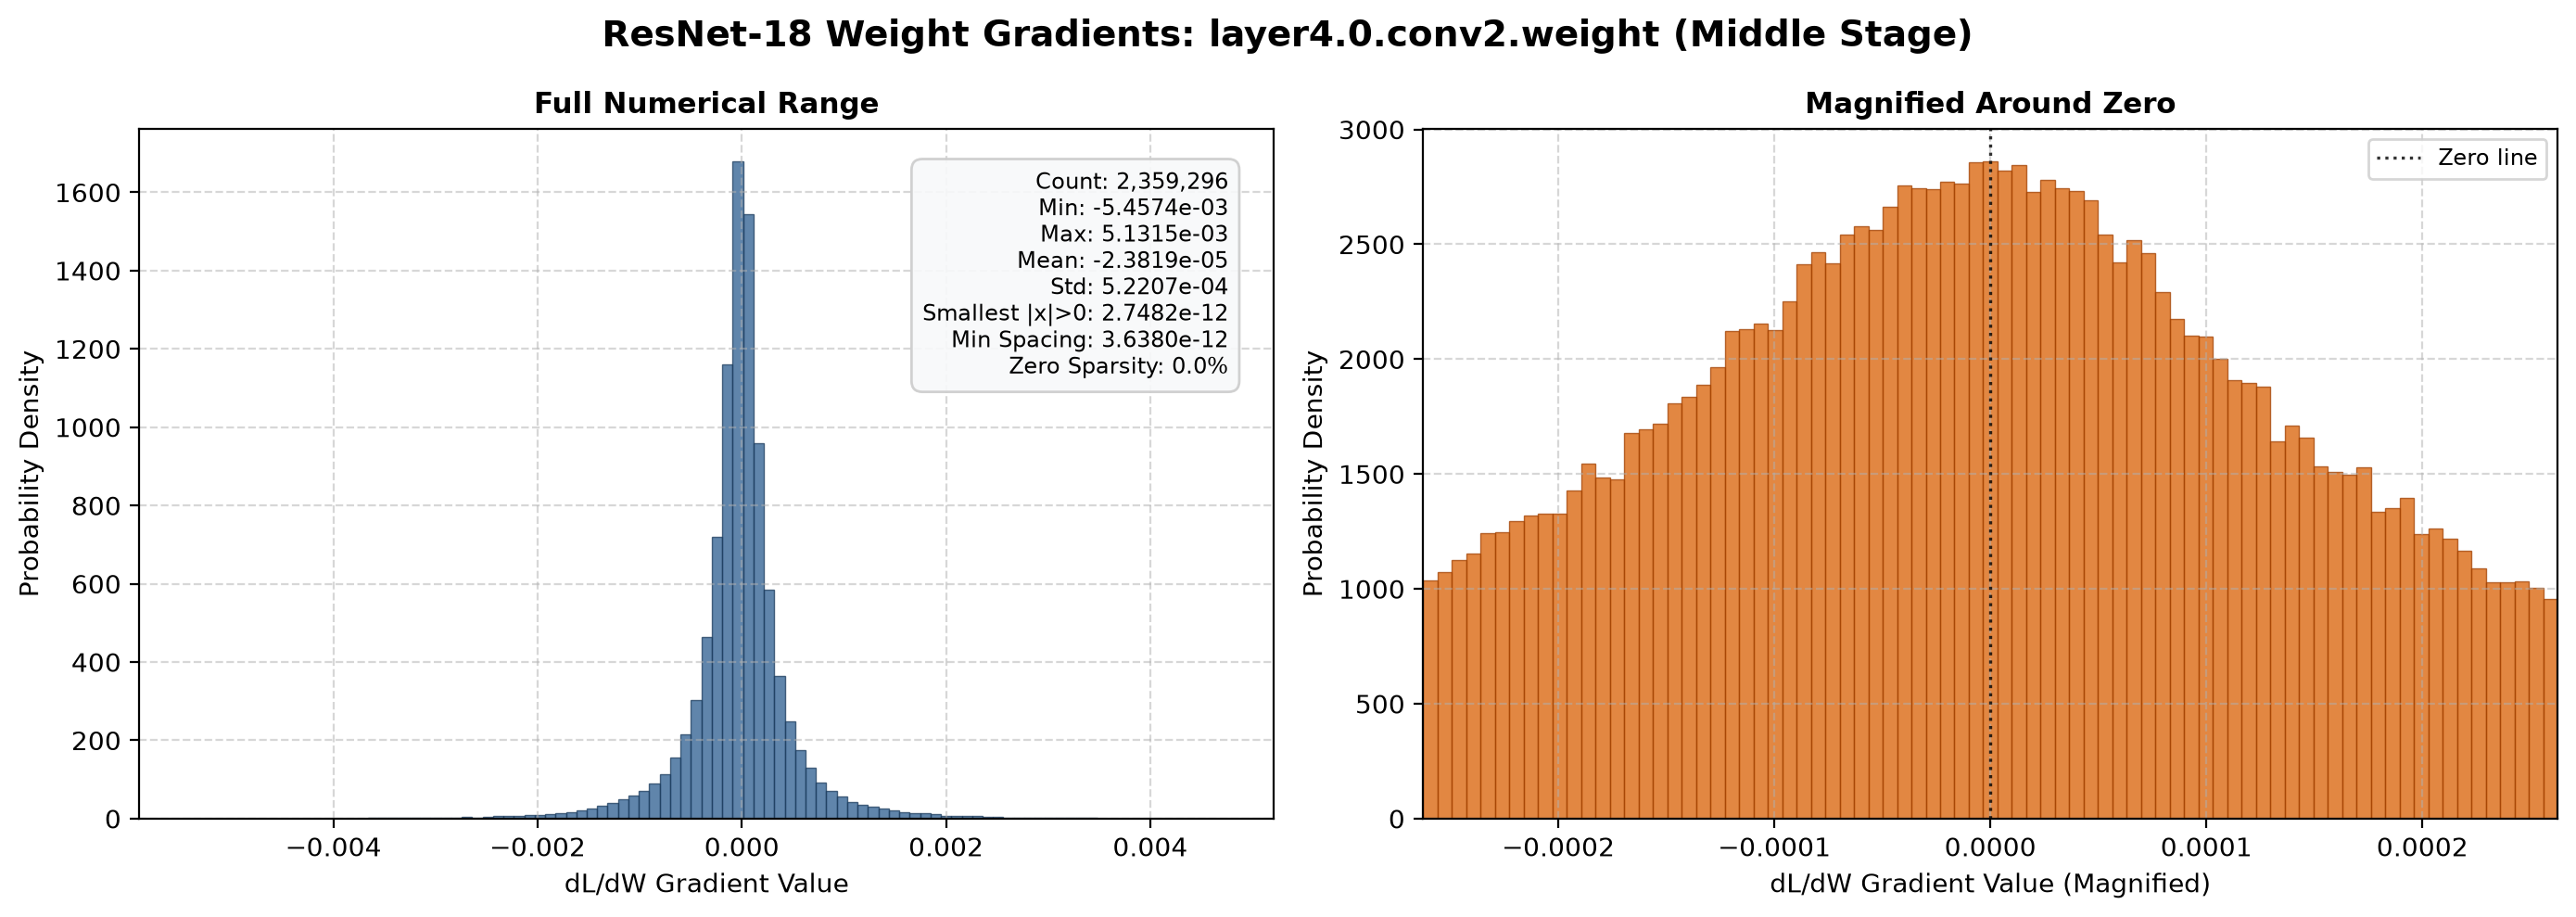 ResNet-18 Weight Gradients: layer4.0.conv2.weight (Middle Stage)
Full Numerical Range
Probability Density
1600
1400
1200
1000
800
600
400
200
0
Count: 2,359,296
Min: -5.4574e-03
Max: 5.1315e-03
Mean: -2.3819e-05
Std: 5.2207e-04
Smallest |x|>0: 2.7482e-12
Min Spacing: 3.6380e-12
Zero Sparsity: 0.0%
−0.004 −0.002 0.000 0.002 0.004
dL/dW Gradient Value
Magnified Around Zero
Probability Density
3000
2500
2000
1500
1000
500
0
Zero line
−0.0002 −0.0001 0.0000 0.0001 0.0002
dL/dW Gradient Value (Magnified)